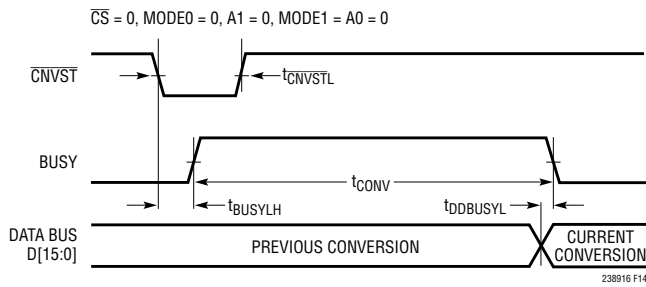 CS = 0, MODE0 = 0, A1 = 0, MODE1 = A0 = 0
CNVST
tCNVSTL
BUSY
tCONV
tBUSYLH
tDDBUSYL
DATA BUS
D[15:0]
PREVIOUS CONVERSION
CURRENT
CONVERSION
238916 F14